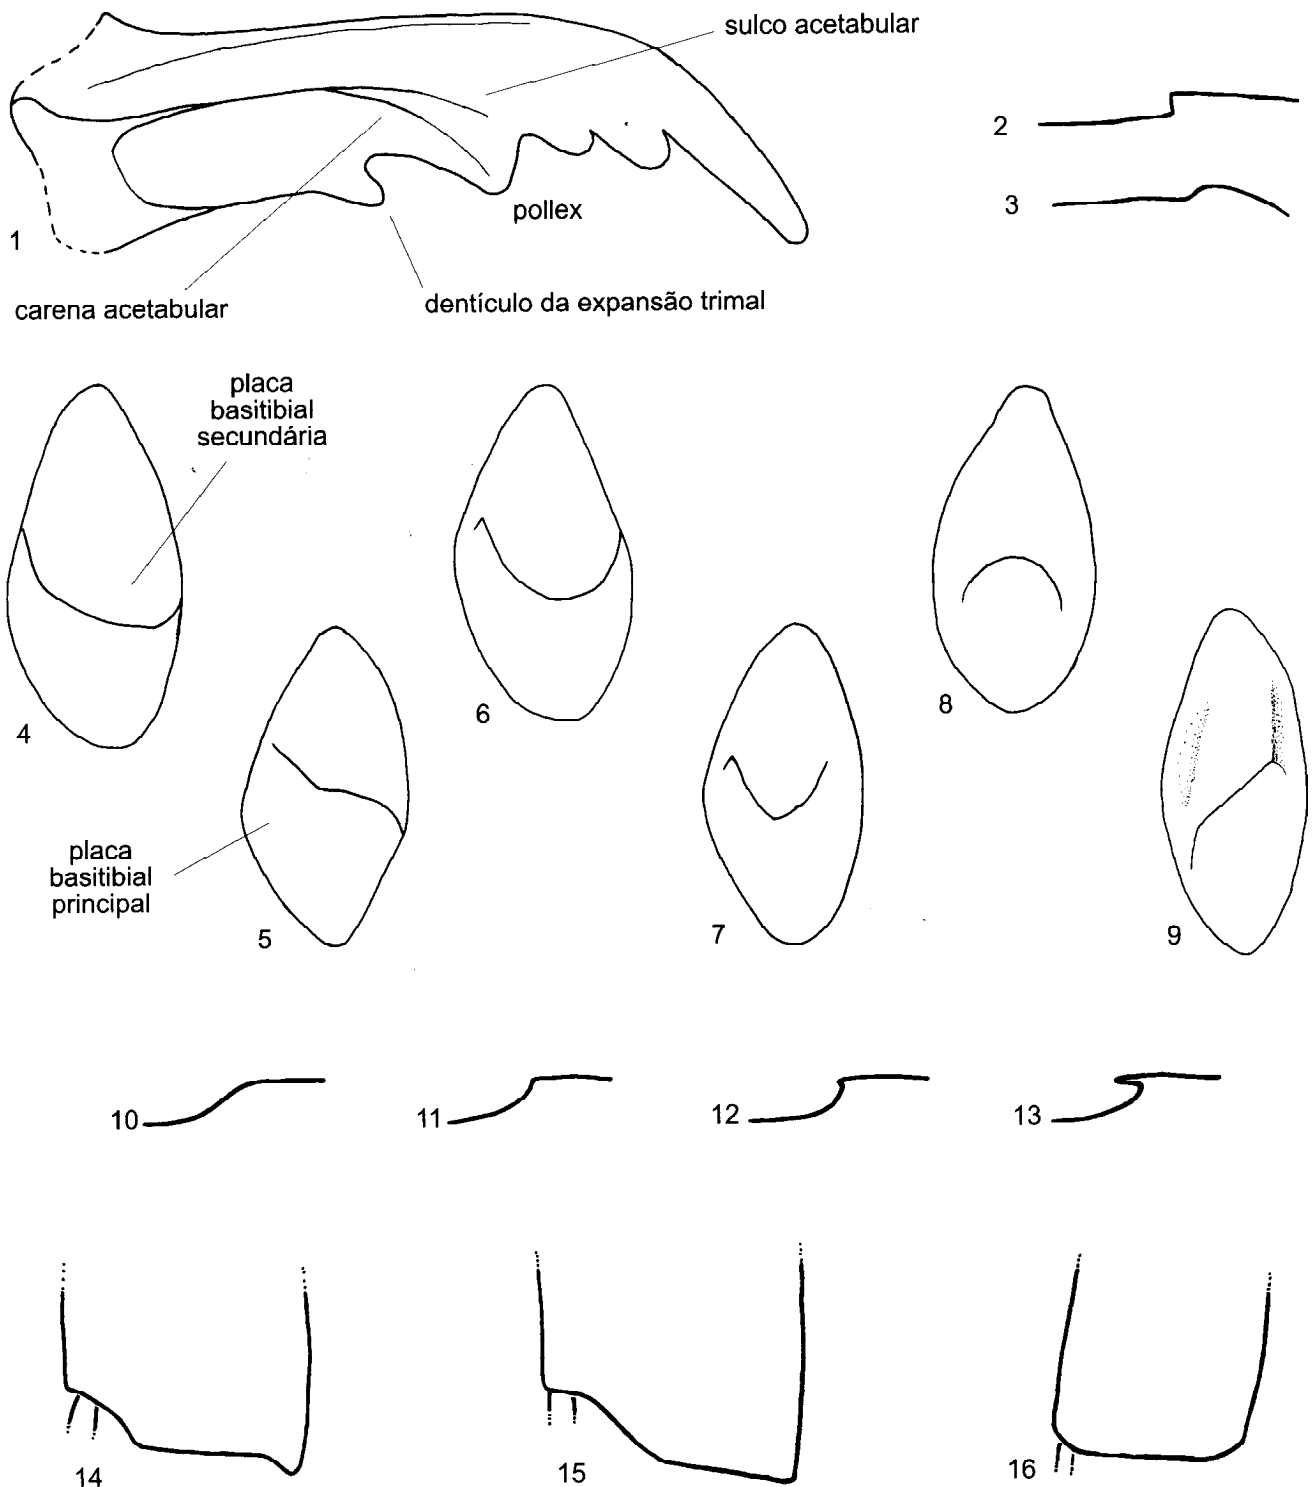 sulco acetabular
2
3
pollex
1
carena acetabular
dentículo da expansão trimal
placa
basitibial
secundária
4
6
8
placa
basitibial
principal
5
7
9
10
11
12
13
14
15
16